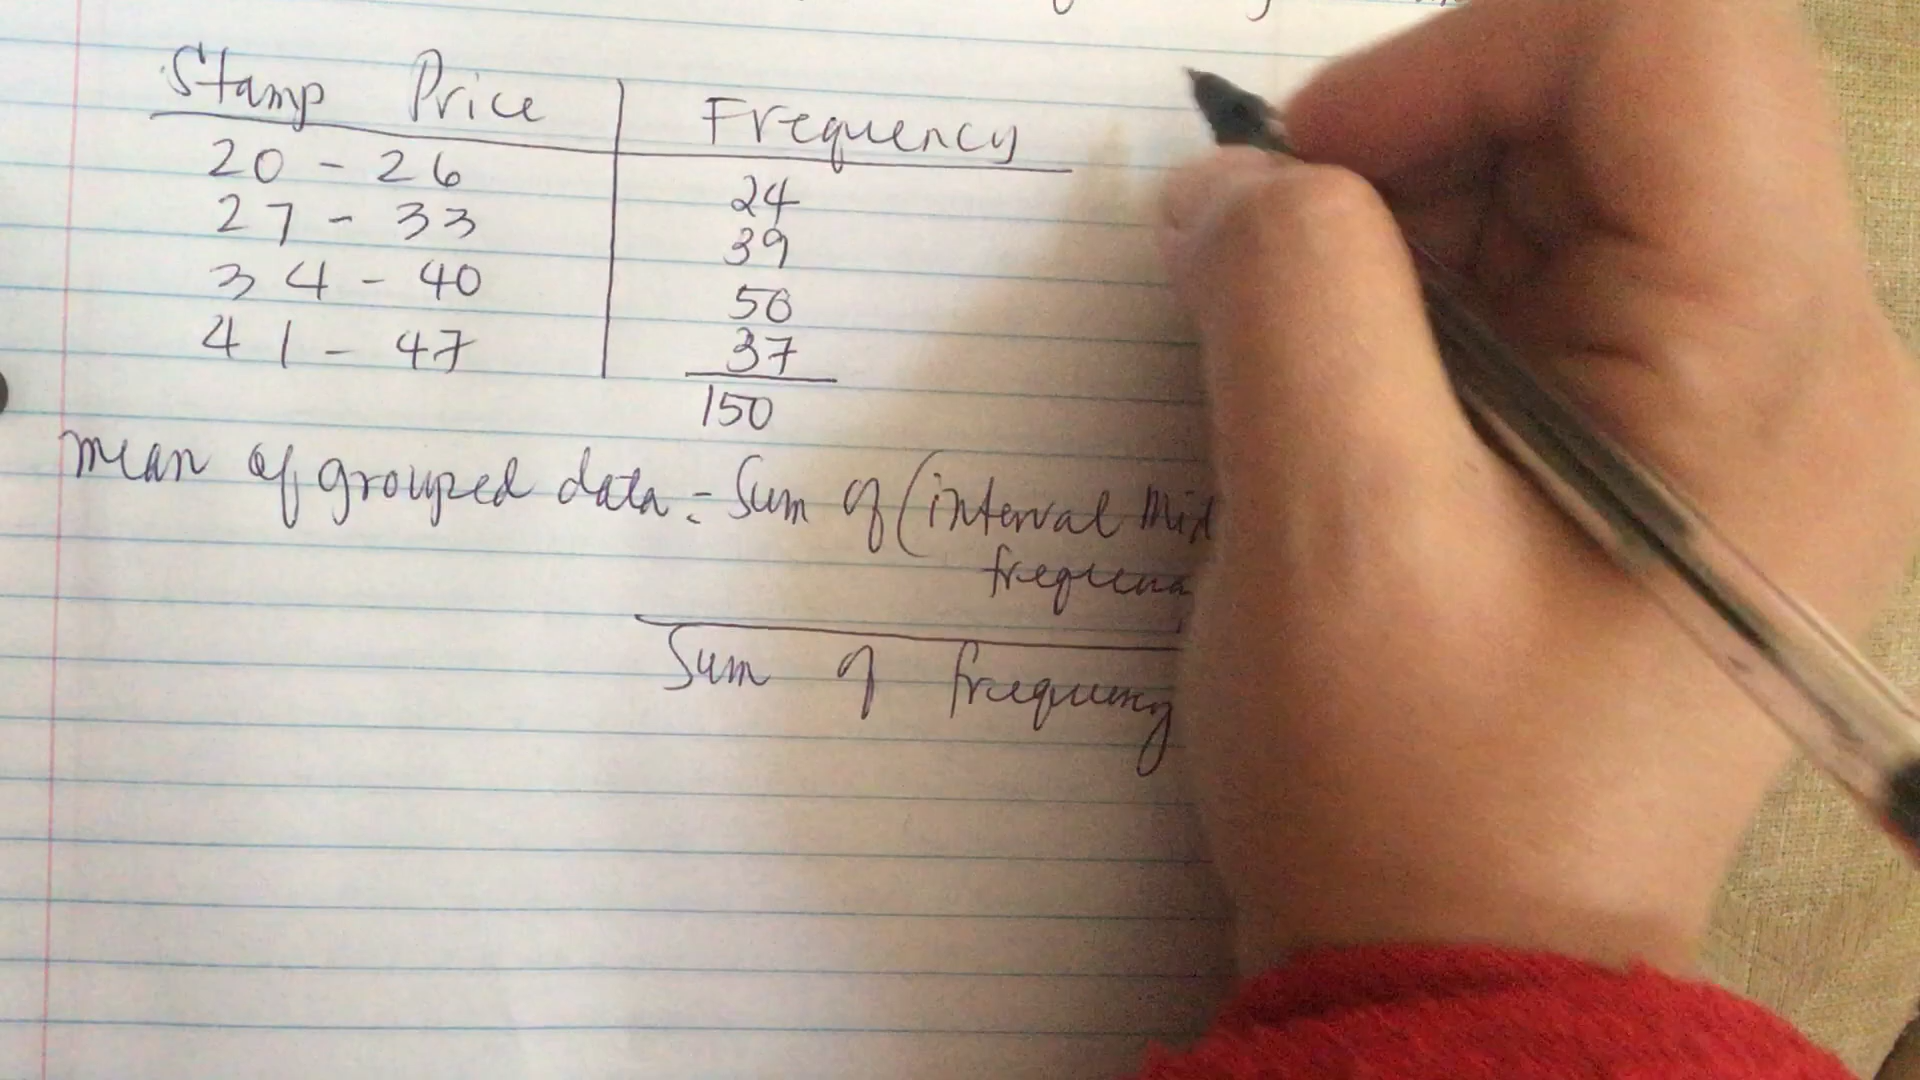 Stamp Price Frequency
20 - 26 24
27 - 33 39
34 - 40 50
41 - 47 37
150
mean of grouped data = Sum of (interval
Sum of frequency